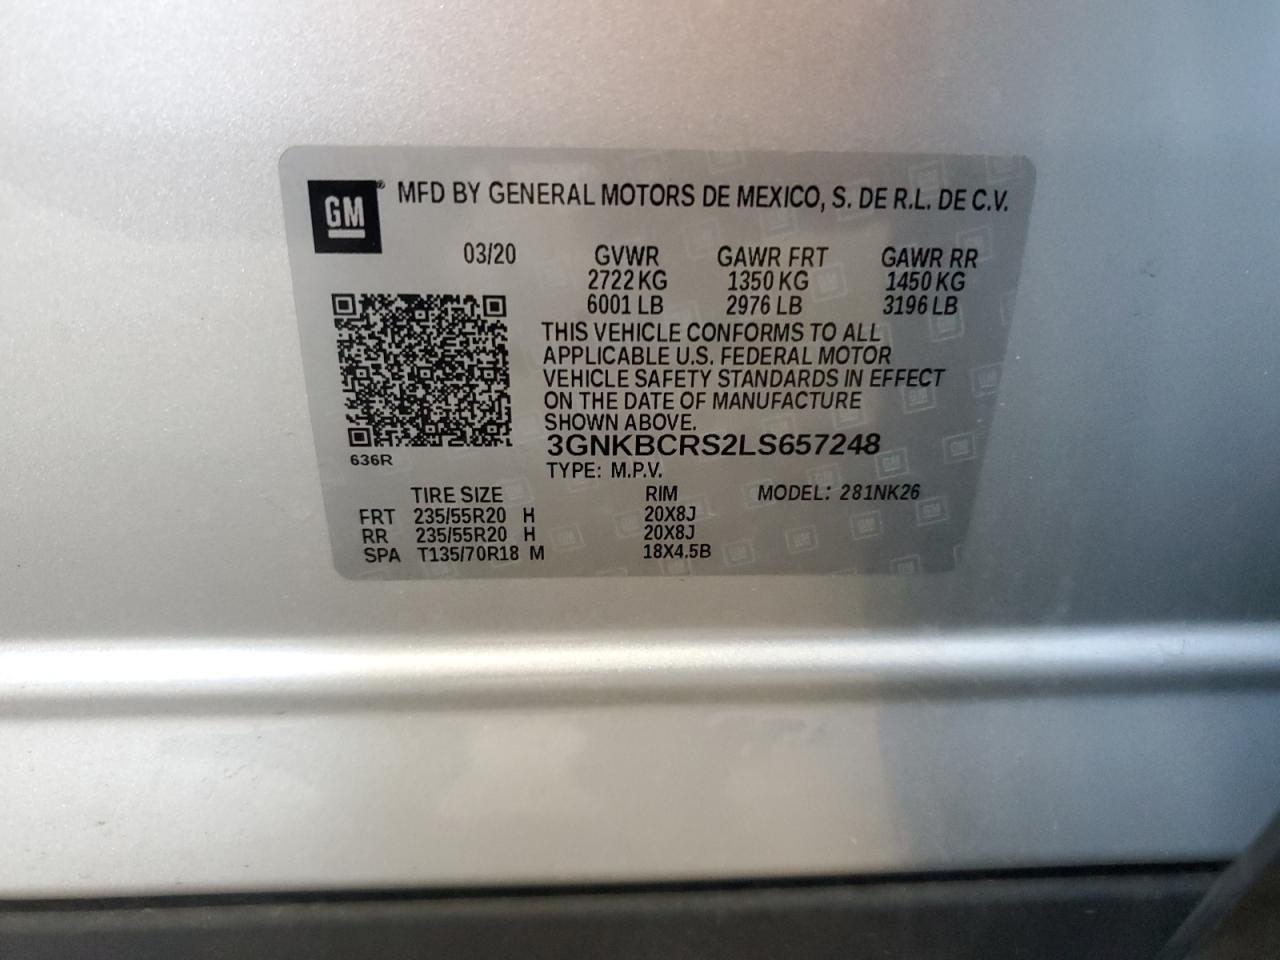 GM® MFD BY GENERAL MOTORS DE MEXICO, S. DE R.L. DE C.V.
03/20 GVWR GAWR FRT GAWR RR
2722 KG 1350 KG 1450 KG
6001 LB 2976 LB 3196 LB
THIS VEHICLE CONFORMS TO ALL
APPLICABLE U.S. FEDERAL MOTOR
VEHICLE SAFETY STANDARDS IN EFFECT
ON THE DATE OF MANUFACTURE
SHOWN ABOVE.
3GNKBCRS2LS657248
636R
TYPE: M.P.V.
TIRE SIZE RIM MODEL: 281NK26
FRT 235/55R20 H 20X8J
RR 235/55R20 H 20X8J
SPA T135/70R18 M 18X4.5B